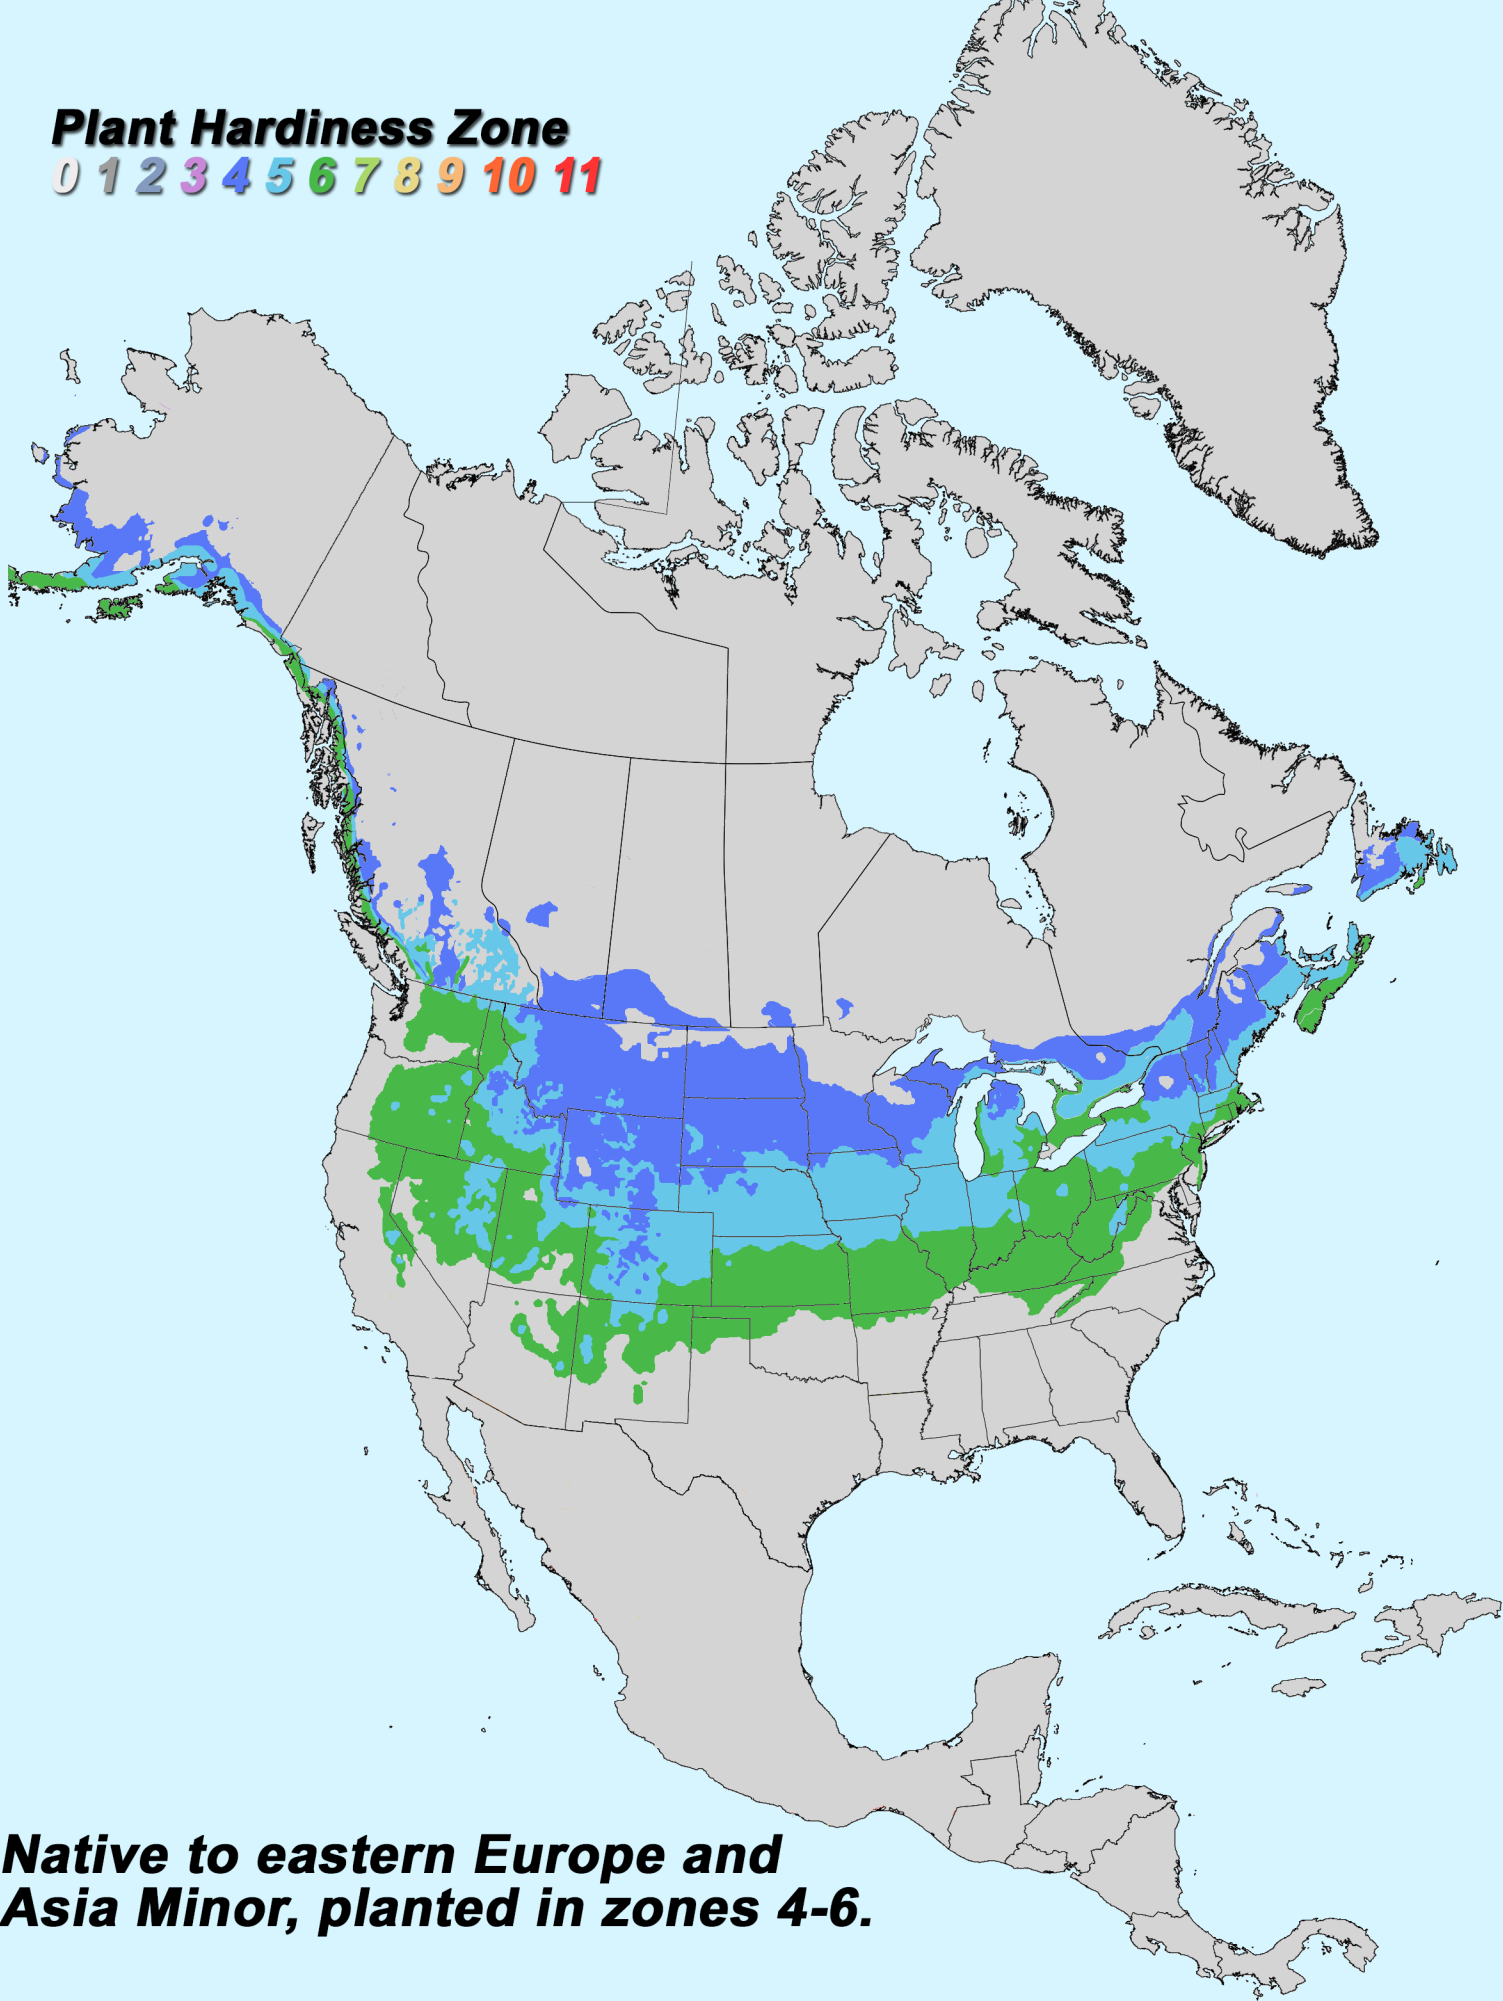 Plant Hardiness Zone
0 1 2 3 4 5 6 7 8 9 10 11
Native to eastern Europe and
Asia Minor, planted in zones 4-6.